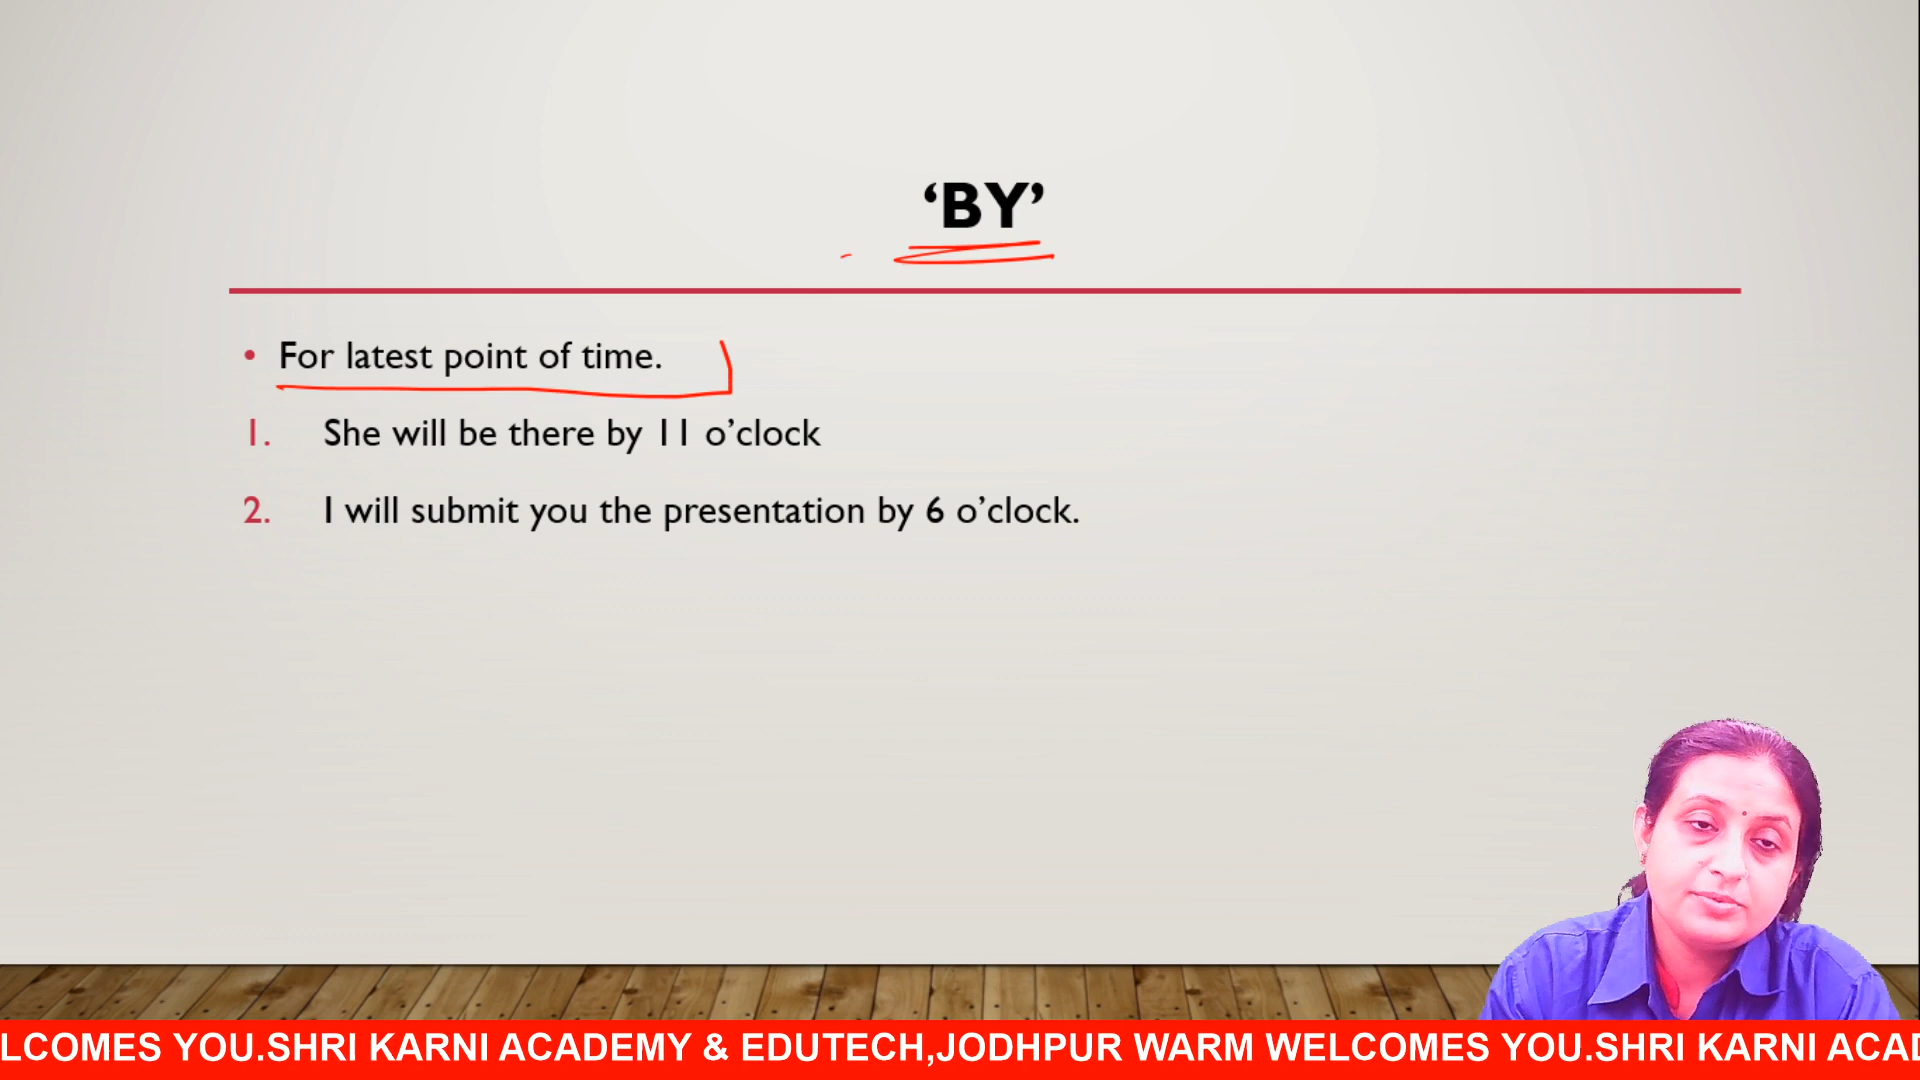 ‘BY’
• For latest point of time.
1. She will be there by 11 o’clock
2. I will submit you the presentation by 6 o’clock.
LCOMES YOU.SHRI KARNI ACADEMY & EDUTECH,JODHPUR WARM WELCOMES YOU.SHRI KARNI ACAD